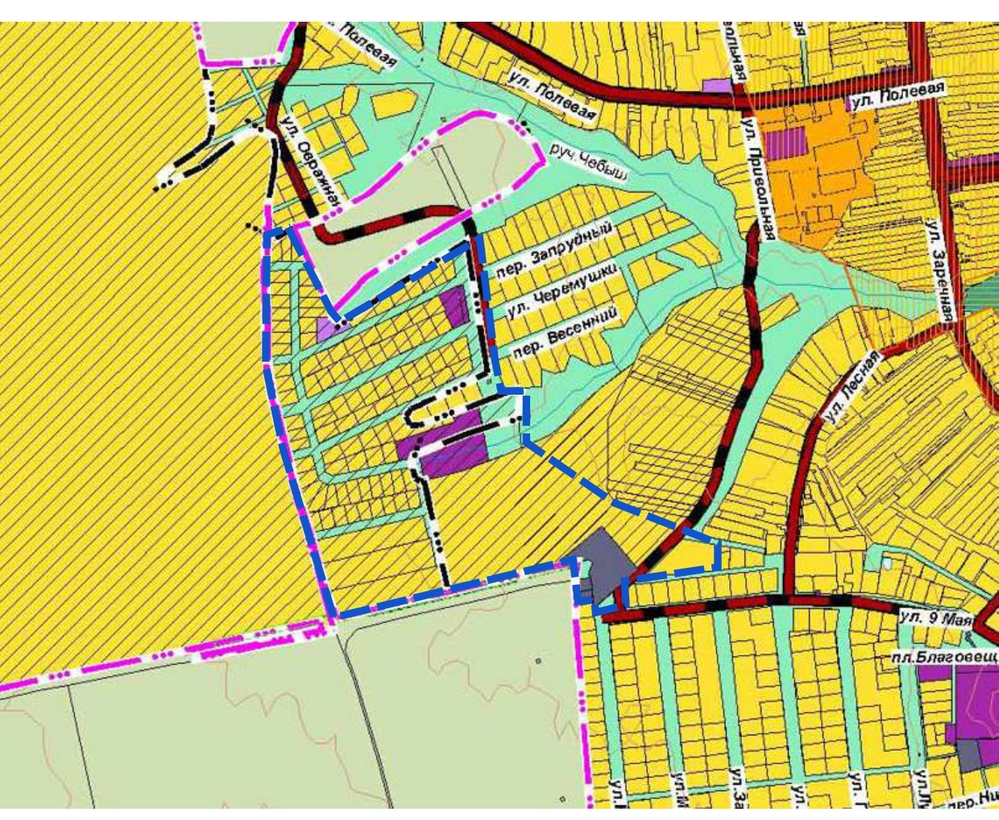 Полевая
ул. Полевая
ул. Полевая
ул. Овражная
руч.Чебыш
ул. Привольная
ул. Заречная
пер. Запрудный
ул. Черемушки
пер. Весенний
ул. Лесная
ул. 9 Мая
пл.Благовещ